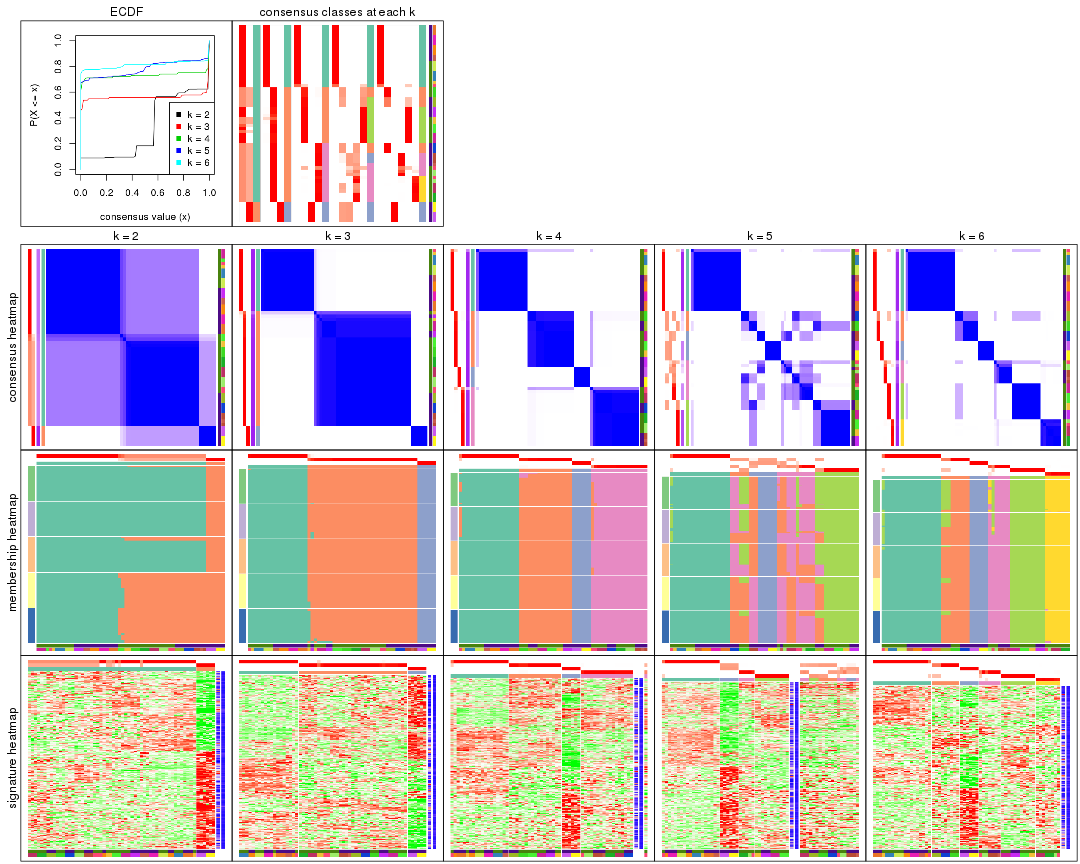 ECDF
consensus classes at each k
P(X <= x)
0.0
0.2
0.4
0.6
0.8
1.0
k = 2
k = 3
k = 4
k = 5
k = 6
0.0 0.2 0.4 0.6 0.8 1.0
consensus value (x)
k = 2
k = 3
k = 4
k = 5
k = 6
consensus heatmap
membership heatmap
signature heatmap